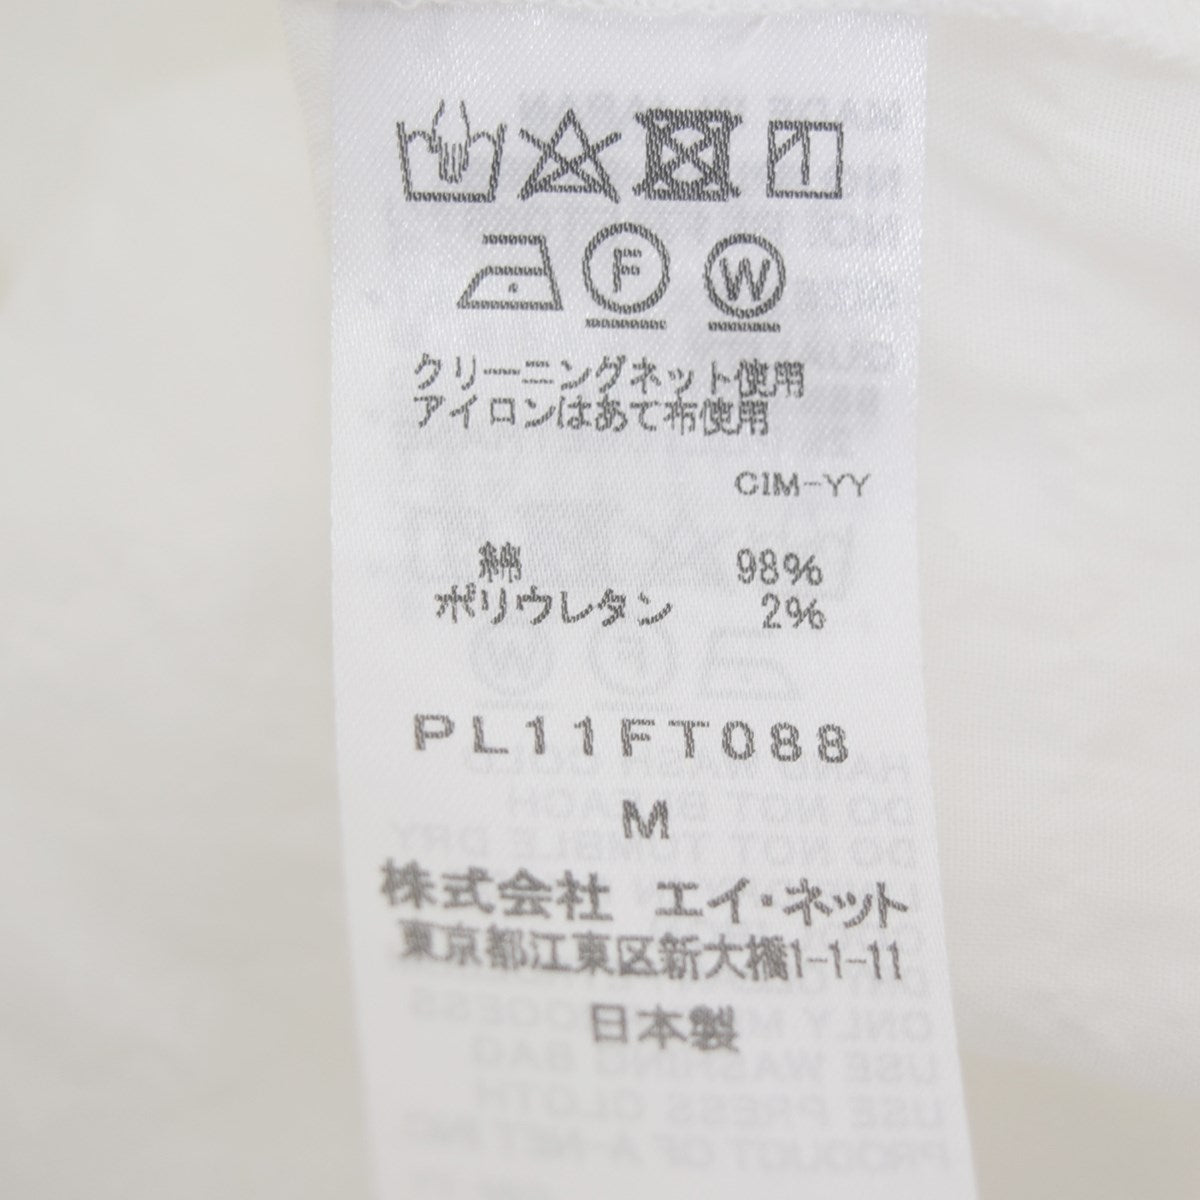 F W
クリーニングネット使用
アイロンはあて布使用
CIM-YY
綿 98%
ポリウレタン 2%
PL11FT088
M
株式会社 エイ・ネット
東京都江東区新大橋1-1-11
日本製